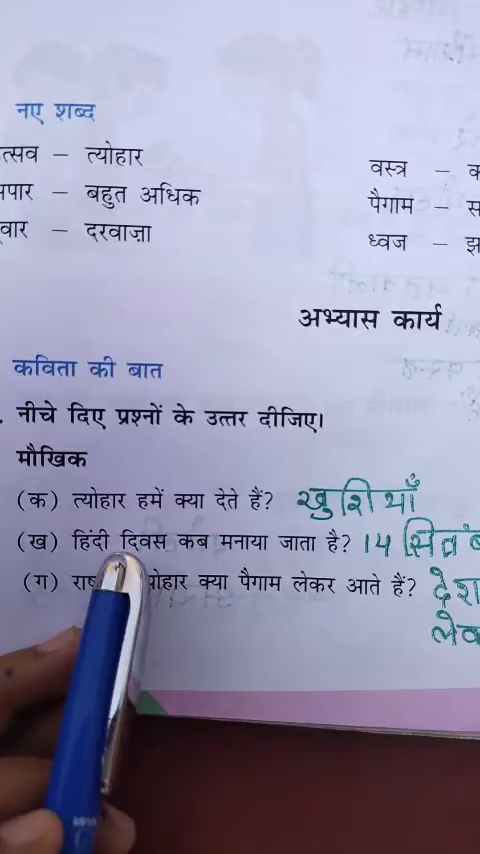 नए शब्द
त्सव – त्योहार
पार – बहुत अधिक
वार – दरवाज़ा
वस्त्र –
पैगाम –
ध्वज –
अभ्यास कार्य
कविता की बात
नीचे दिए प्रश्नों के उत्तर दीजिए।
मौखिक
(क) त्योहार हमें क्या देते हैं? खुशियाँ
(ख) हिंदी दिवस कब मनाया जाता है? 14 सितंब
(ग) राष् योहार क्या पैगाम लेकर आते हैं? देश
लेक